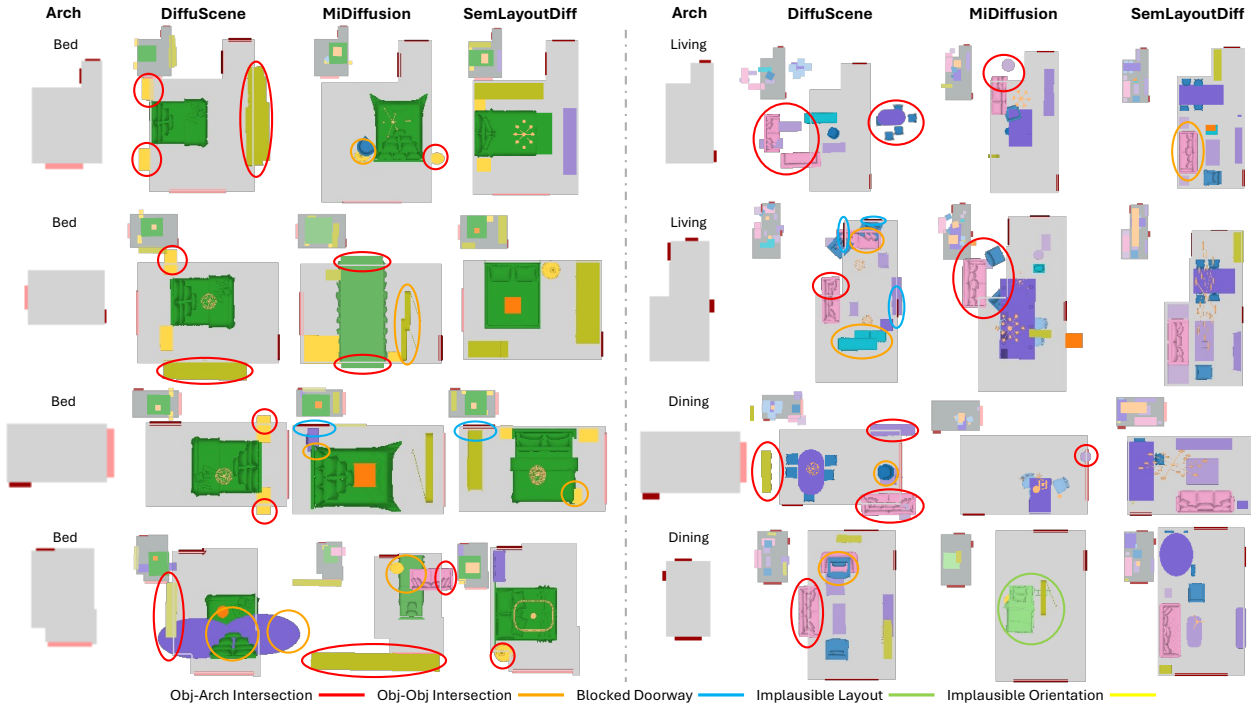 Arch DiffuScene MiDiffusion SemLayoutDiff Arch DiffuScene MiDiffusion SemLayoutDiff
Bed Living
Bed Living
Bed Dining
Bed Dining
Obj-Arch Intersection Obj-Obj Intersection Blocked Doorway Implausible Layout Implausible Orientation